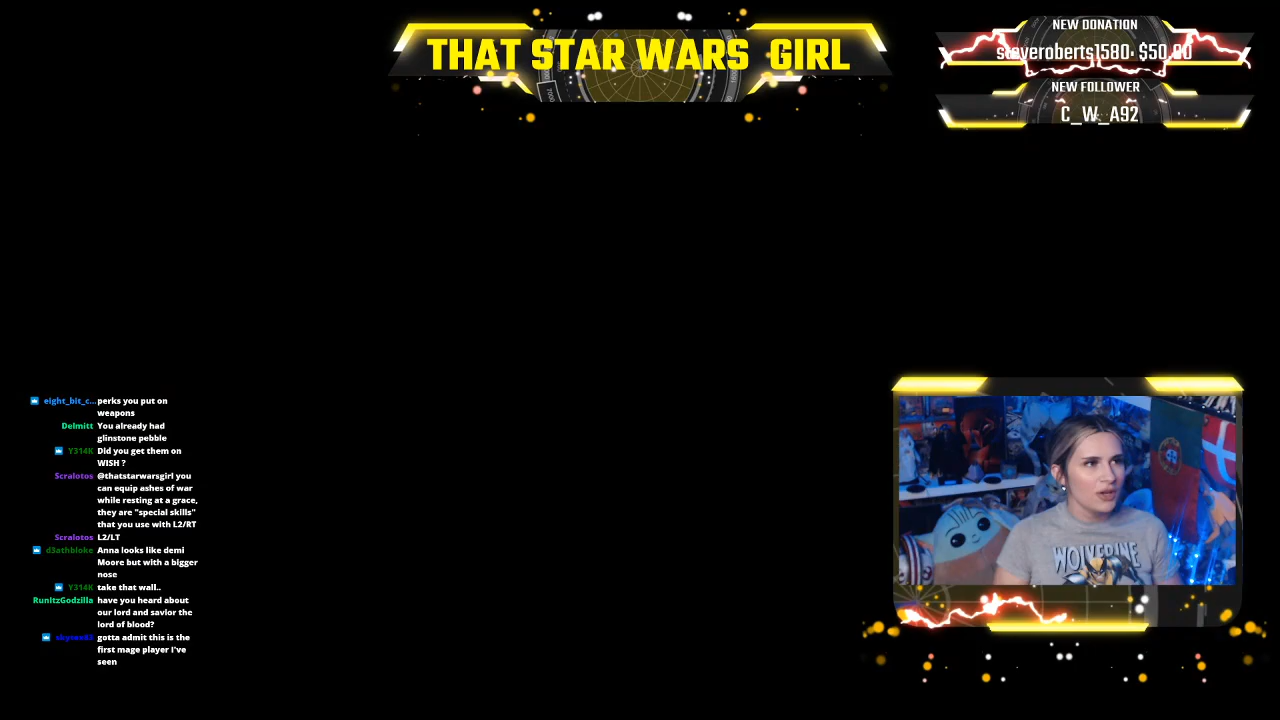 THAT STAR WARS GIRL
NEW DONATION
steveroberts1580: $50.00
NEW FOLLOWER
C_W_A92
eight_bit_c... perks you put on
weapons
Delmitt You already had
glinstone pebble
Y314K Did you get them on
WISH ?
Scralotos @thatstarwarsgirl you
can equip ashes of war
while resting at a grace,
they are "special skills"
that you use with L2/RT
Scralotos L2/LT
d3athbloke Anna looks like demi
Moore but with a bigger
nose
Y314K take that wall..
RunItzGodzilla have you heard about
our lord and savior the
lord of blood?
gotta admit this is the
first mage player I've
seen
WOLVERINE